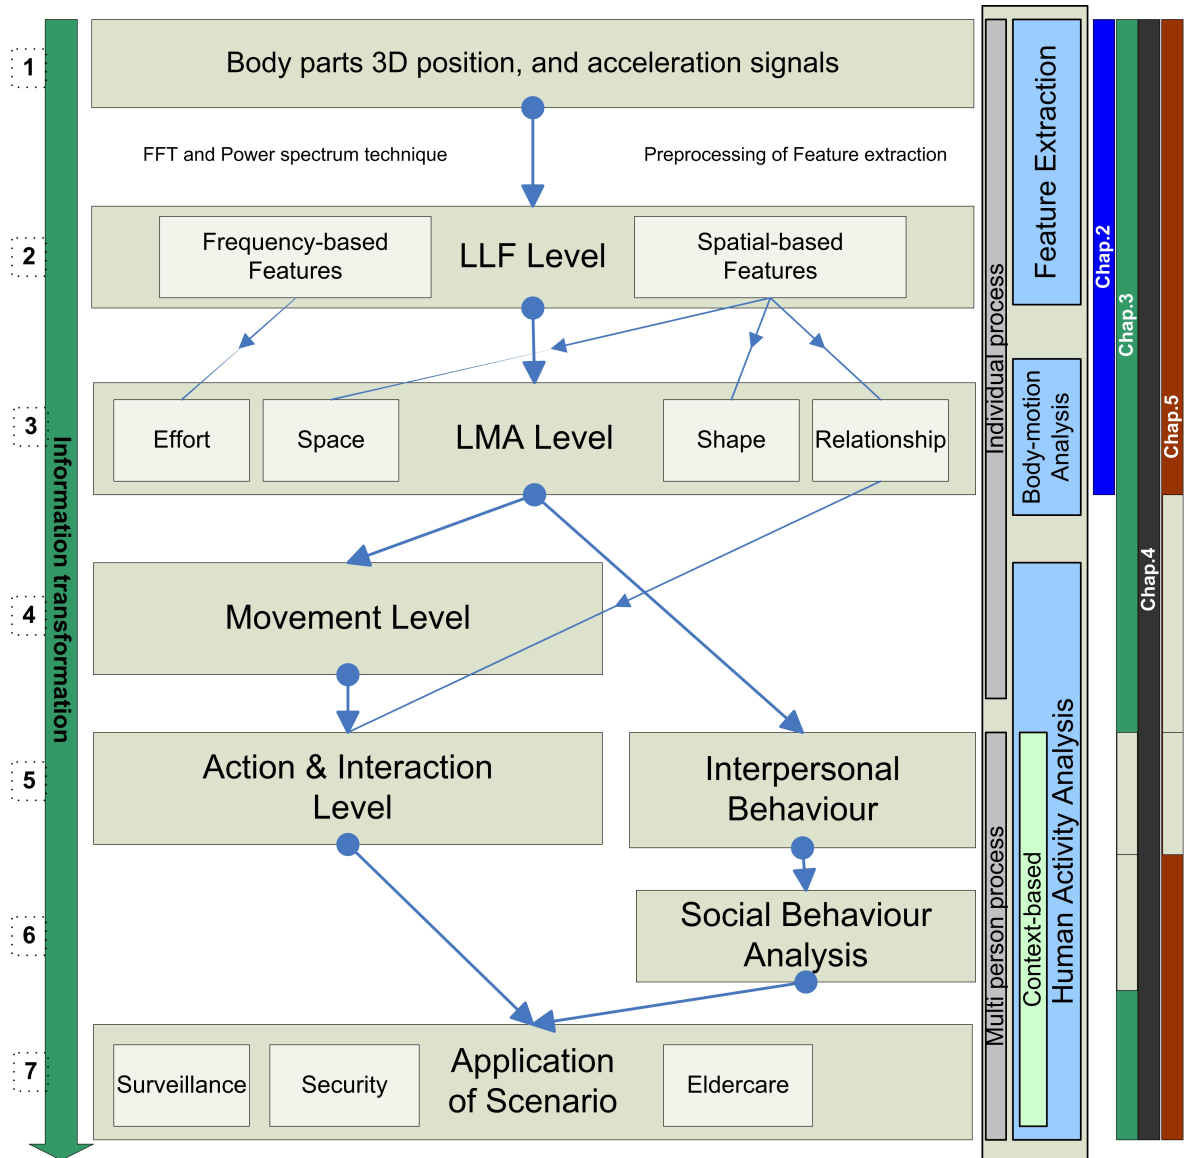 1
Body parts 3D position, and acceleration signals
FFT and Power spectrum technique
Preprocessing of Feature extraction
2
Frequency-based
Features
LLF Level
Spatial-based
Features
3
Effort
Space
LMA Level
Shape
Relationship
4
Movement Level
5
Action & Interaction
Level
Interpersonal
Behaviour
6
Social Behaviour
Analysis
7
Surveillance
Security
Application
of Scenario
Eldercare
Information transformation
Individual process
Multi person process
Feature Extraction
Body-motion
Analysis
Human Activity Analysis
Context-based
Chap.2
Chap.3
Chap.4
Chap.5